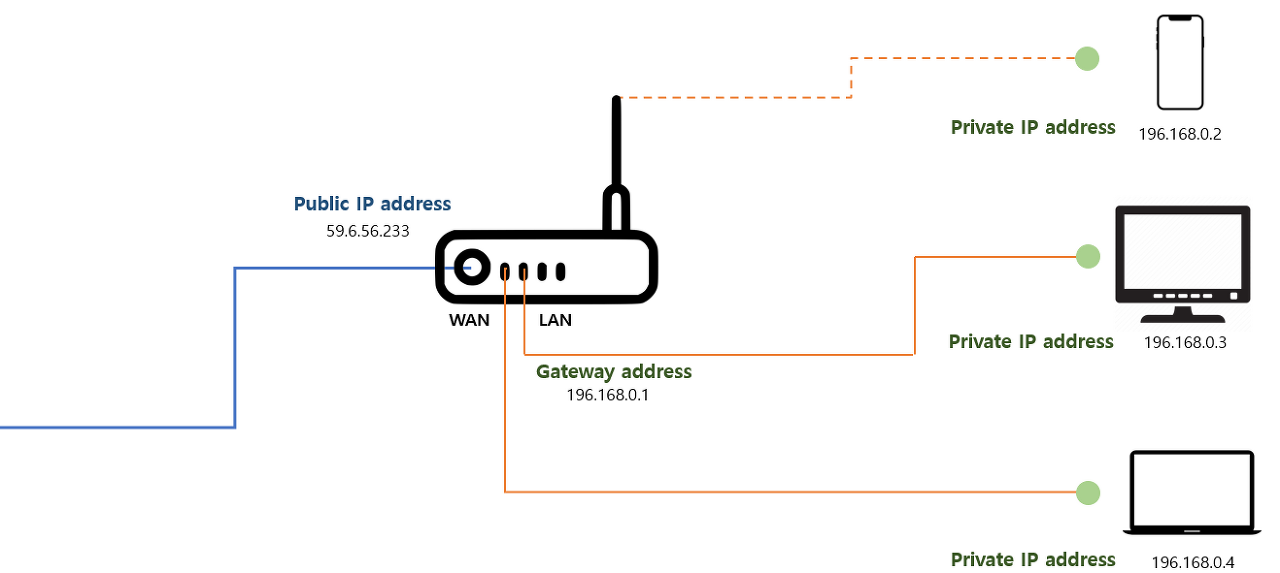 Private IP address
196.168.0.2
Public IP address
59.6.56.233
WAN
LAN
Private IP address
196.168.0.3
Gateway address
196.168.0.1
Private IP address
196.168.0.4